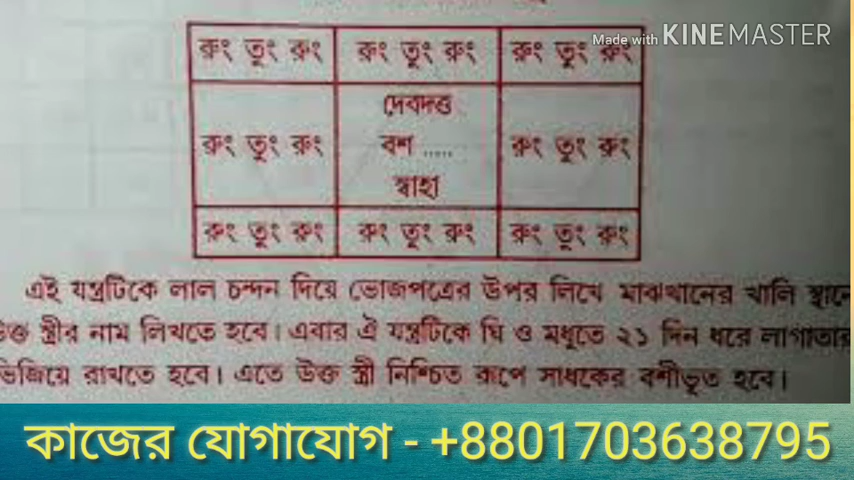 Made with KINEMASTER
রুং তুং রুং রুং তুং রুং রুং তুং রুং
দেবদত্ত
রুং তুং রুং বশ ..... রুং তুং রুং
স্বাহা
রুং তুং রুং রুং তুং রুং রুং তুং রুং
এই যন্ত্রটিকে লাল চন্দন দিয়ে ভোজপত্রের উপর লিখে মাঝখানের খালি স্থানে
উক্ত স্ত্রীর নাম লিখতে হবে। এবার ঐ যন্ত্রটিকে ঘি ও মধুতে ২১ দিন ধরে লাগাতার
ভিজিয়ে রাখতে হবে। এতে উক্ত স্ত্রী নিশ্চিত রূপে সাধকের বশীভূত হবে।
কাজের যোগাযোগ - +8801703638795